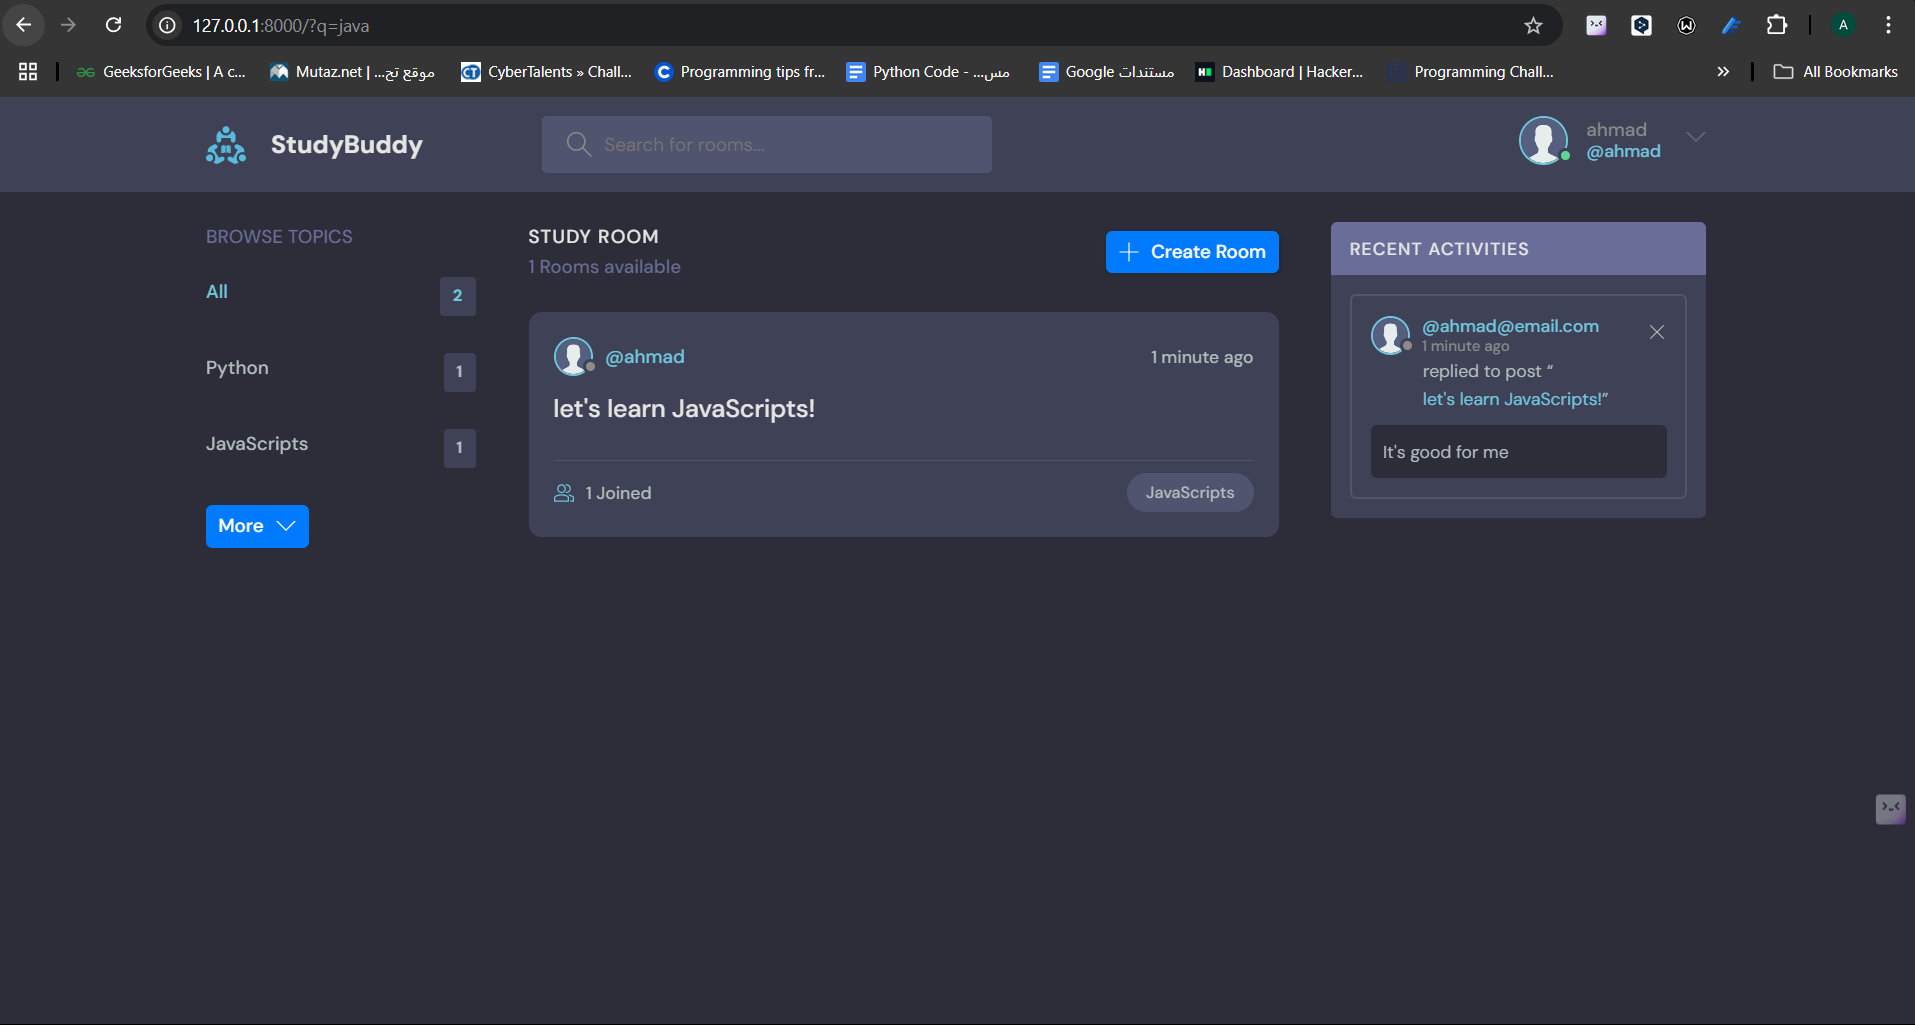 127.0.0.1:8000/?q=java
A
GeeksforGeeks | A c...
Mutaz.net | موقع تح...
CyberTalents » Chall...
Programming tips fr...
Python Code - مس...
مستندات Google
Dashboard | Hacker...
Programming Chall...
»
All Bookmarks
StudyBuddy
Search for rooms...
ahmad
@ahmad
BROWSE TOPICS
All
2
Python
1
JavaScripts
1
More
STUDY ROOM
1 Rooms available
Create Room
@ahmad
1 minute ago
let's learn JavaScripts!
1 Joined
JavaScripts
RECENT ACTIVITIES
@ahmad@email.com
1 minute ago
replied to post “
let's learn JavaScripts!”
It's good for me